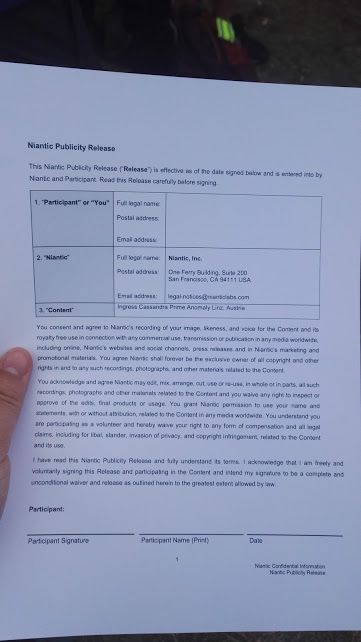 Niantic Publicity Release
This Niantic Publicity Release ("Release") is effective as of the date signed below and is entered into by
Niantic and Participant. Read this Release carefully before signing.
1. "Participant" or "You" Full legal name:
Postal address:
Email address:
2. "Niantic" Full legal name: Niantic, Inc.
Postal address: One Ferry Building, Suite 200
San Francisco, CA 94111 USA
Email address: legal-notices@nianticlabs.com
3. "Content" Ingress Cassandra Prime Anomaly Linz, Austria
You consent and agree to Niantic's recording of your image, likeness, and voice for the Content and its
royalty free use in connection with any commercial use, transmission or publication in any media worldwide,
including online, Niantic's websites and social channels, press releases and in Niantic's marketing and
promotional materials. You agree Niantic shall forever be the exclusive owner of all copyright and other
rights in and to any such recordings, photographs, and other materials related to the Content.
You acknowledge and agree Niantic may edit, mix, arrange, cut, use or re-use, in whole or in parts, all such
recordings, photographs and other materials related to the Content and you waive any right to inspect or
approve of the edits, final products or usage. You grant Niantic permission to use your name and
statements, with or without attribution, related to the Content in any media worldwide. You understand you
are participating as a volunteer and hereby waive your right to any form of compensation and all legal
claims, including for libel, slander, invasion of privacy, and copyright infringement, related to the Content
and its use.
I have read this Niantic Publicity Release and fully understand its terms. I acknowledge that I am freely and
voluntarily signing this Release and participating in the Content and intend my signature to be a complete and
unconditional waiver and release as outlined herein to the greatest extent allowed by law.
Participant:
Participant Signature Participant Name (Print) Date
1
Niantic Confidential Information
Niantic Publicity Release